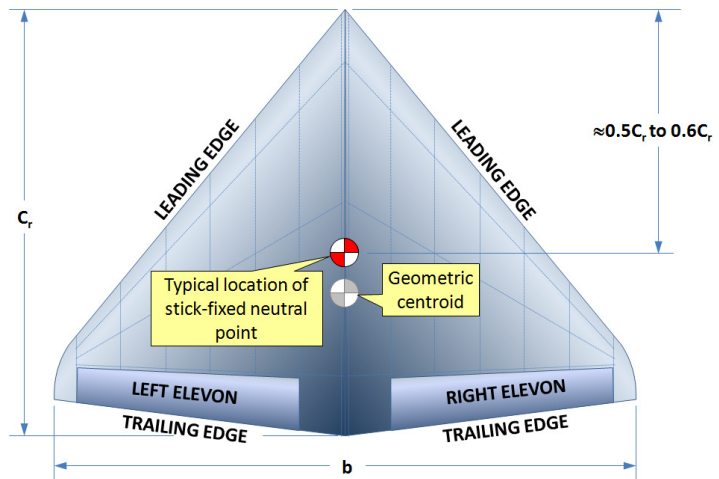 LEADING EDGE
LEADING EDGE
≈0.5Cr to 0.6Cr
Cr
Typical location of
stick-fixed neutral
point
Geometric
centroid
LEFT ELEVON
RIGHT ELEVON
TRAILING EDGE
TRAILING EDGE
b